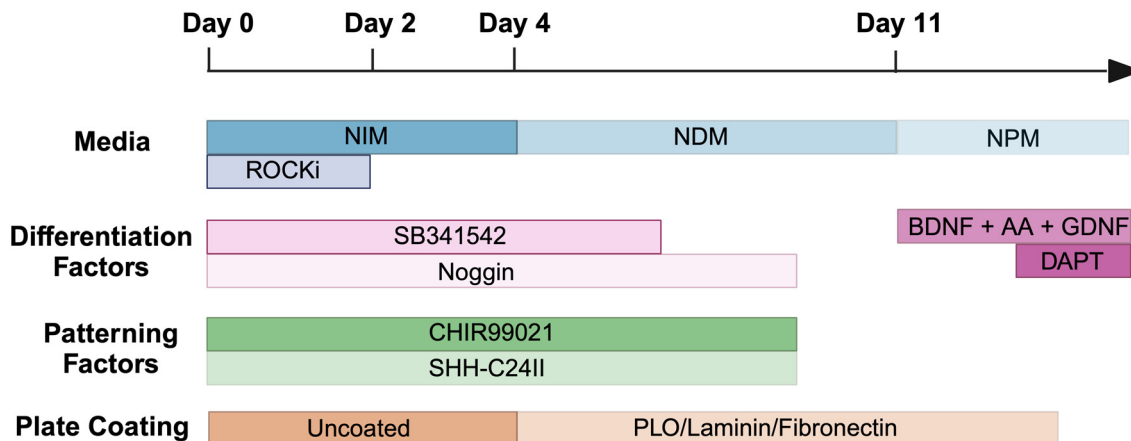 Day 0 Day 2 Day 4 Day 11
Media NIM NDM NPM
ROCKi
Differentiation
Factors
SB341542 BDNF + AA + GDNF
Noggin DAPT
Patterning
Factors
CHIR99021
SHH-C24II
Plate Coating Uncoated PLO/Laminin/Fibronectin